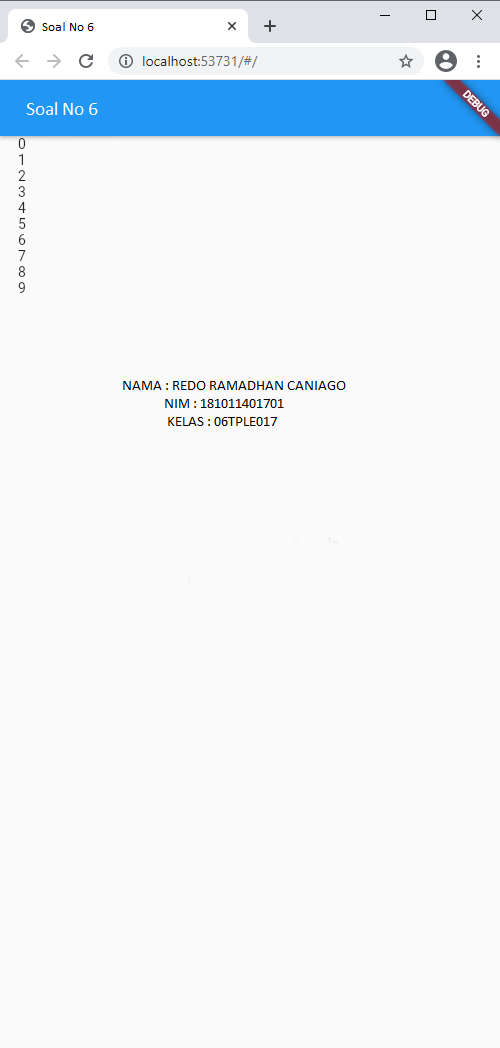 Soal No 6
localhost:53731/#/
Soal No 6
DEBUG
0
1
2
3
4
5
6
7
8
9
NAMA : REDO RAMADHAN CANIAGO
NIM : 181011401701
KELAS : 06TPLE017